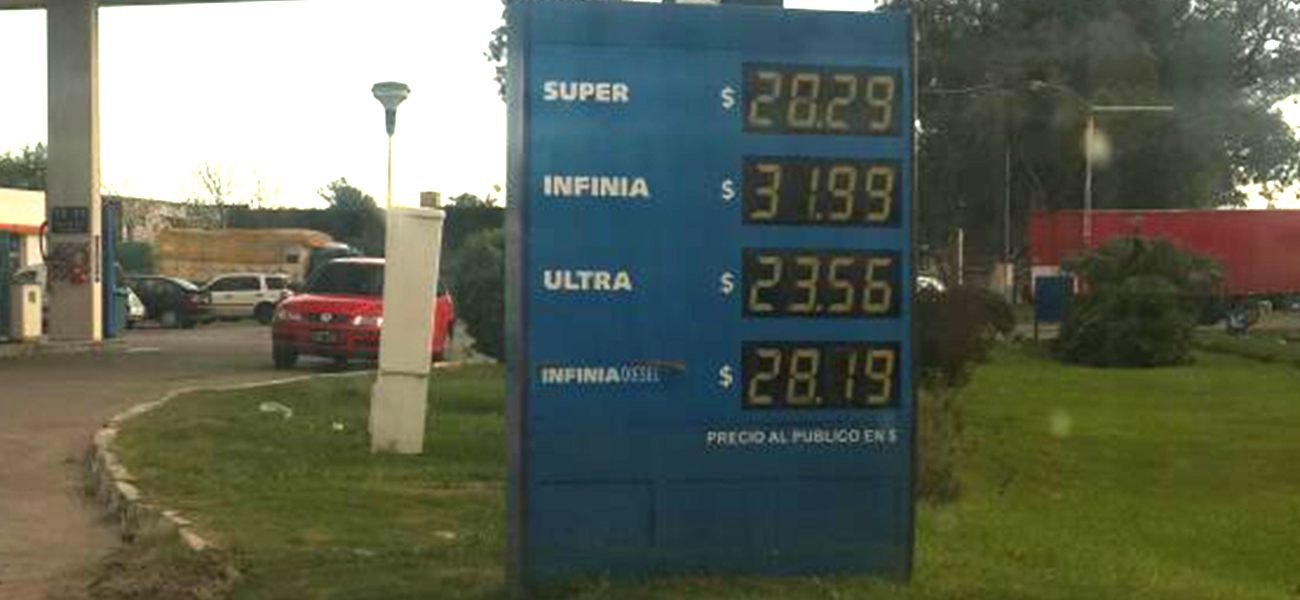 SUPER $ 28.29
INFINIA $ 31.99
ULTRA $ 23.56
INFINIA DIESEL $ 28.19
PRECIO AL PUBLICO EN $